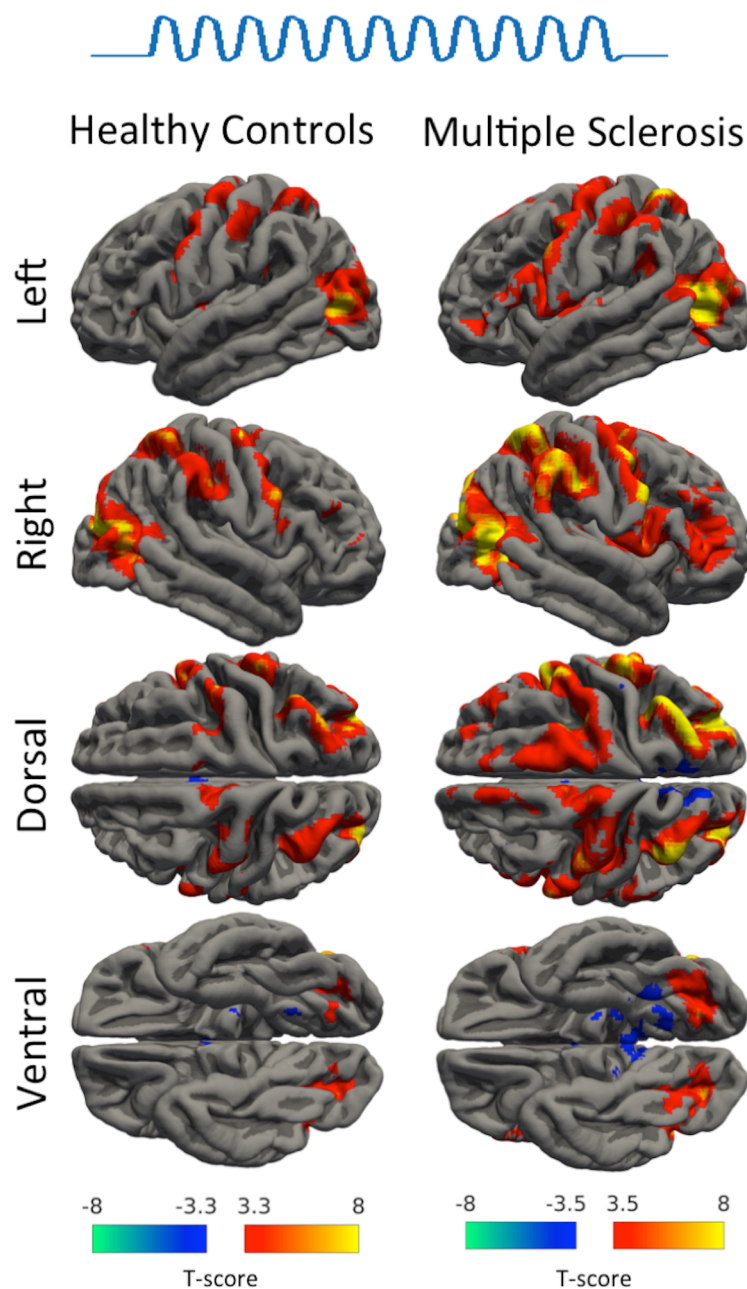 Healthy Controls Multiple Sclerosis
Left
Right
Dorsal
Ventral
-8 -3.3 3.3 8 -8 -3.5 3.5 8
T-score T-score